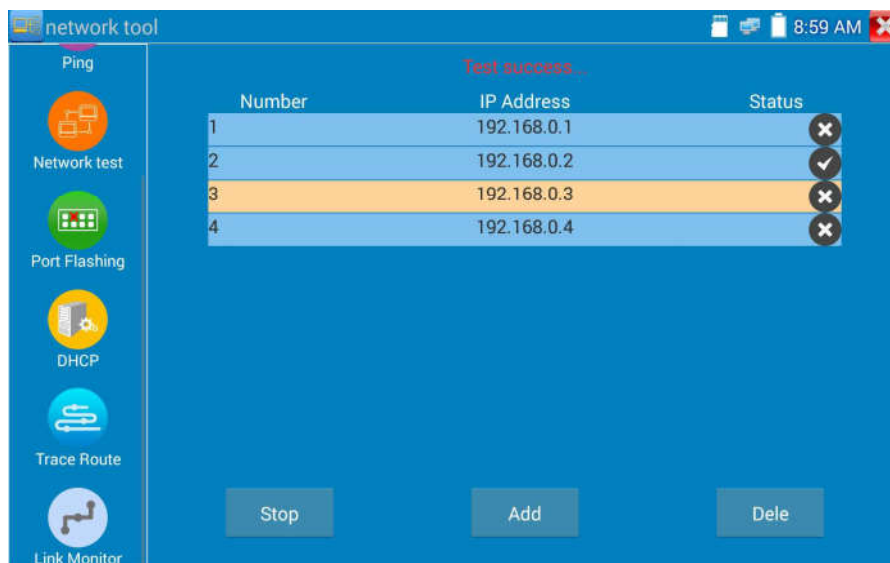 network tool
8:59 AM
Ping
Network test
Port Flashing
DHCP
Trace Route
Link Monitor
Test success...
Number IP Address Status
1 192.168.0.1
2 192.168.0.2
3 192.168.0.3
4 192.168.0.4
Stop Add Dele